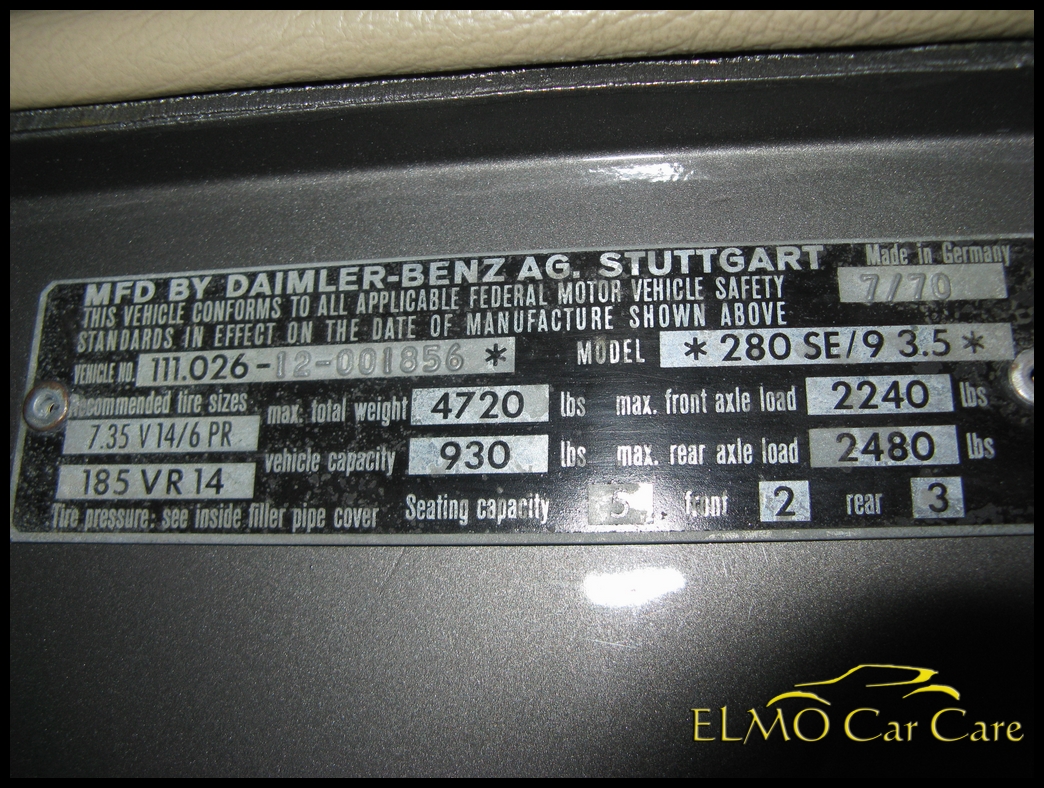 MFD BY DAIMLER-BENZ AG. STUTTGART Made in Germany
THIS VEHICLE CONFORMS TO ALL APPLICABLE FEDERAL MOTOR VEHICLE SAFETY 7/70
STANDARDS IN EFFECT ON THE DATE OF MANUFACTURE SHOWN ABOVE
VEHICLE NO. 111.026-12-001856 * MODEL * 280 SE/9 3.5 *
Recommended tire sizes max. total weight 4720 lbs max. front axle load 2240 lbs
7.35 V 14/6 PR vehicle capacity 930 lbs max. rear axle load 2480 lbs
185 VR 14
Tire pressure: see inside filler pipe cover Seating capacity 5 front 2 rear 3
ELMO Car Care